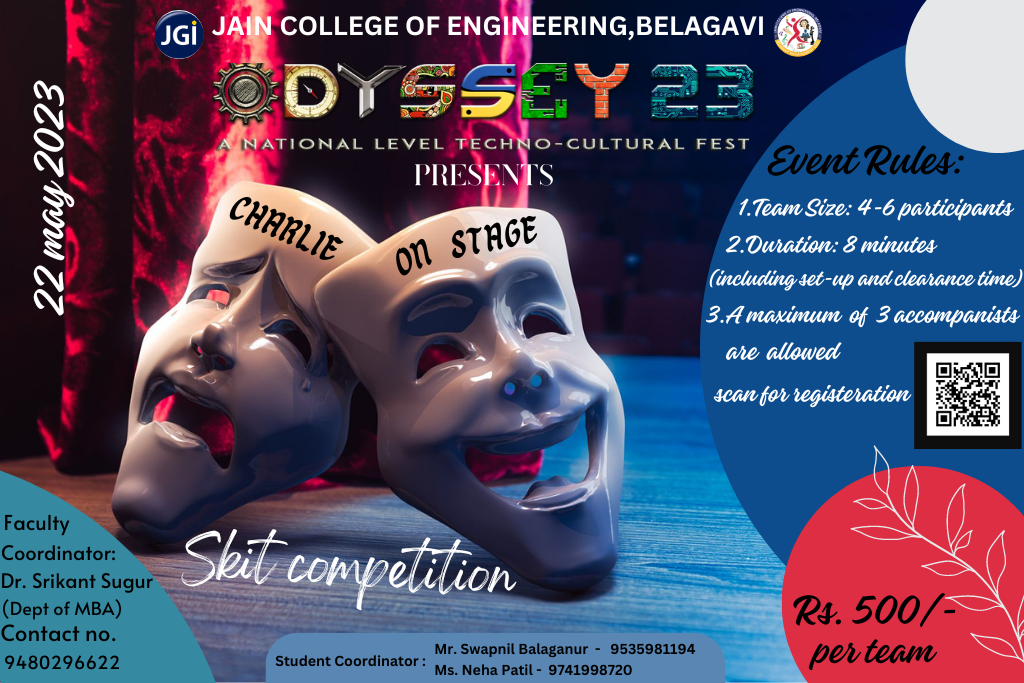 JGi
JAIN COLLEGE OF ENGINEERING,BELAGAVI
ODYSSEY 23
A NATIONAL LEVEL TECHNO-CULTURAL FEST
PRESENTS
22 may 2023
CHARLIE
ON STAGE
Skit competition
Event Rules:
1.Team Size: 4-6 participants
2.Duration: 8 minutes
(including set-up and clearance time)
3.A maximum of 3 accompanists
are allowed
scan for registeration
Rs. 500/-
per team
Faculty
Coordinator:
Dr. Srikant Sugur
(Dept of MBA)
Contact no.
9480296622
Student Coordinator :
Mr. Swapnil Balaganur - 9535981194
Ms. Neha Patil - 9741998720